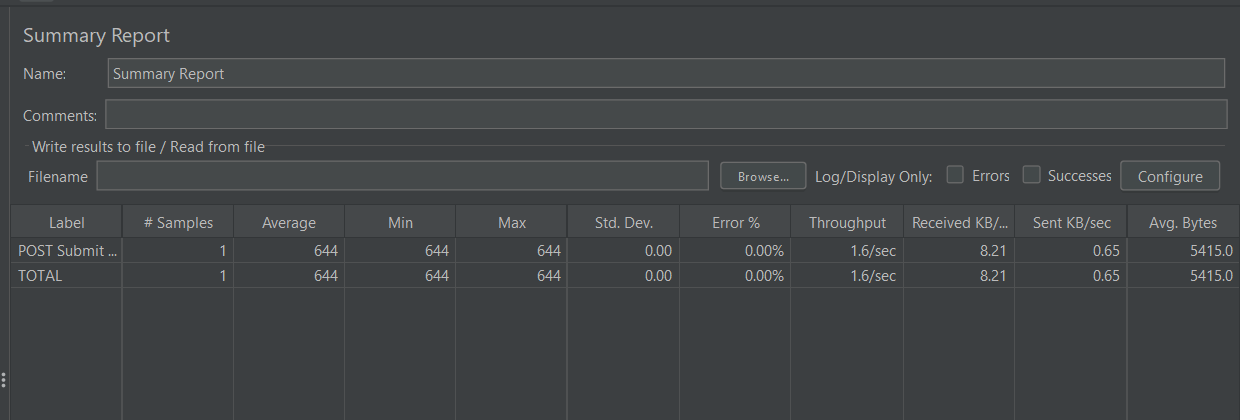 Summary Report
Name: Summary Report
Comments:
Write results to file / Read from file
Filename Browse... Log/Display Only: Errors Successes Configure
Label # Samples Average Min Max Std. Dev. Error % Throughput Received KB/... Sent KB/sec Avg. Bytes
POST Submit ... 1 644 644 644 0.00 0.00% 1.6/sec 8.21 0.65 5415.0
TOTAL 1 644 644 644 0.00 0.00% 1.6/sec 8.21 0.65 5415.0